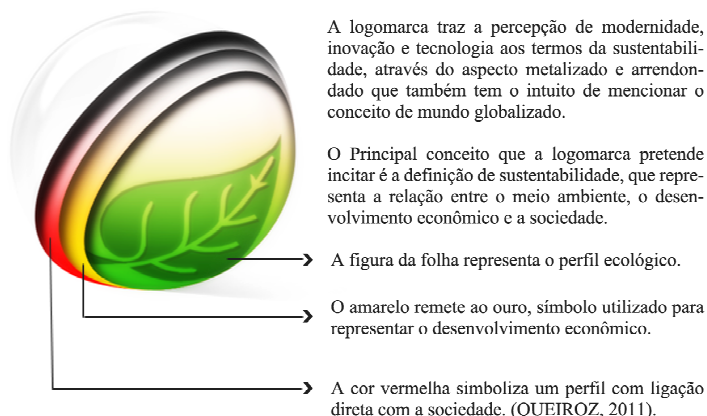 A logomarca traz a percepção de modernidade,
inovação e tecnologia aos termos da sustentabili-
dade, através do aspecto metalizado e arrendon-
dado que também tem o intuito de mencionar o
conceito de mundo globalizado.
O Principal conceito que a logomarca pretende
incitar é a definição de sustentabilidade, que repre-
senta a relação entre o meio ambiente, o desen-
volvimento econômico e a sociedade.
A figura da folha representa o perfil ecológico.
O amarelo remete ao ouro, símbolo utilizado para
representar o desenvolvimento econômico.
A cor vermelha simboliza um perfil com ligação
direta com a sociedade. (QUEIROZ, 2011).